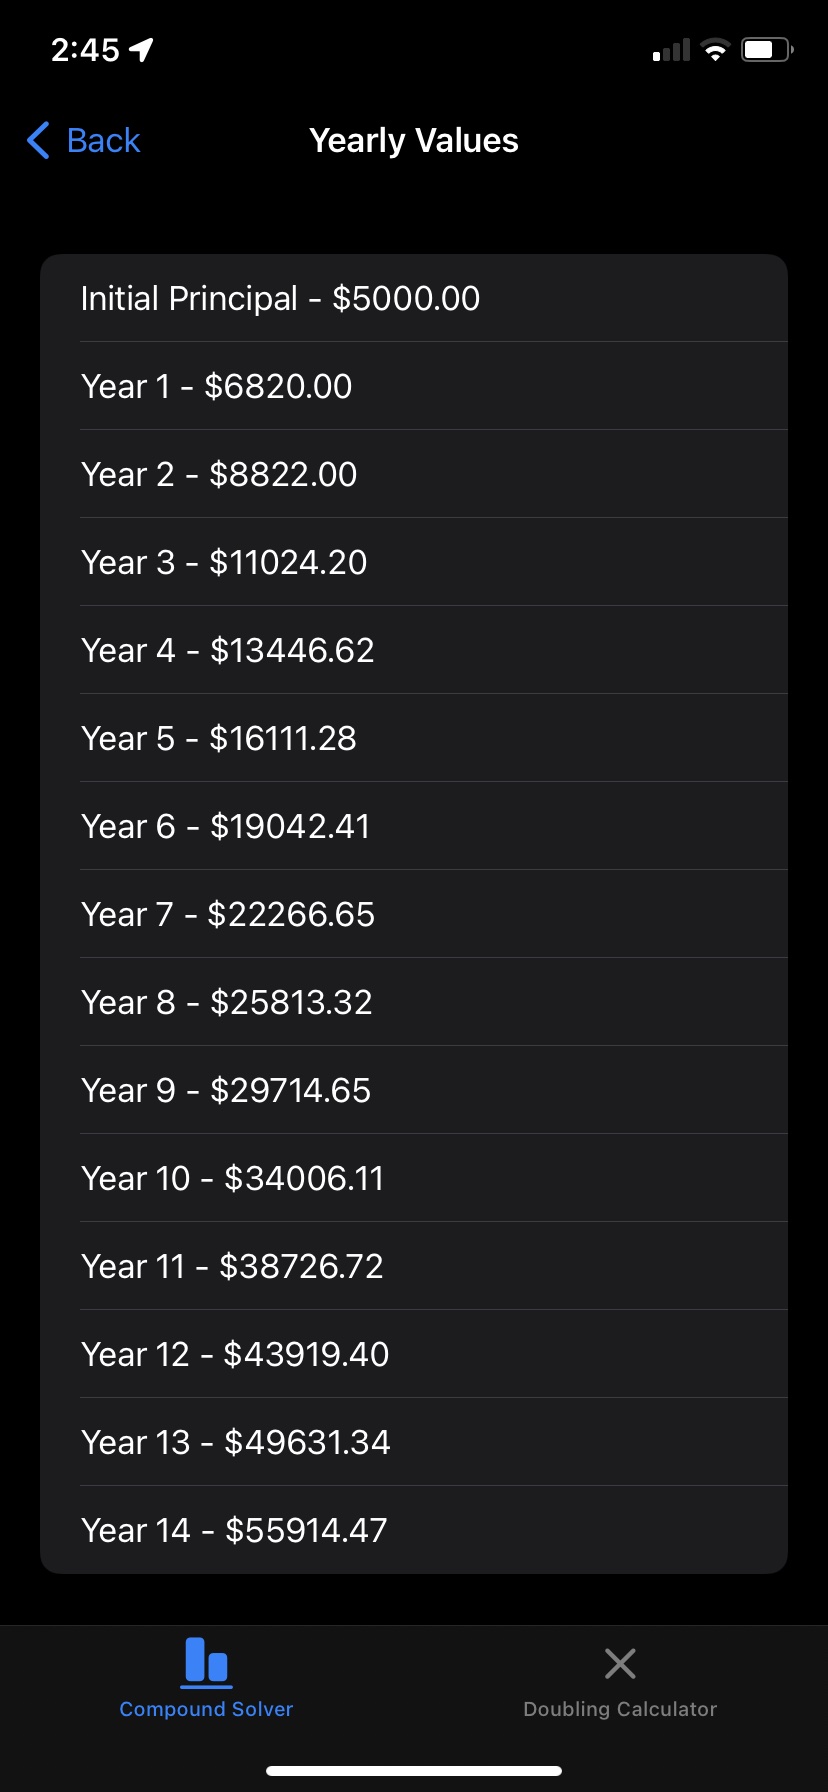 2:45
Back
Yearly Values
Initial Principal - $5000.00
Year 1 - $6820.00
Year 2 - $8822.00
Year 3 - $11024.20
Year 4 - $13446.62
Year 5 - $16111.28
Year 6 - $19042.41
Year 7 - $22266.65
Year 8 - $25813.32
Year 9 - $29714.65
Year 10 - $34006.11
Year 11 - $38726.72
Year 12 - $43919.40
Year 13 - $49631.34
Year 14 - $55914.47
Compound Solver
Doubling Calculator